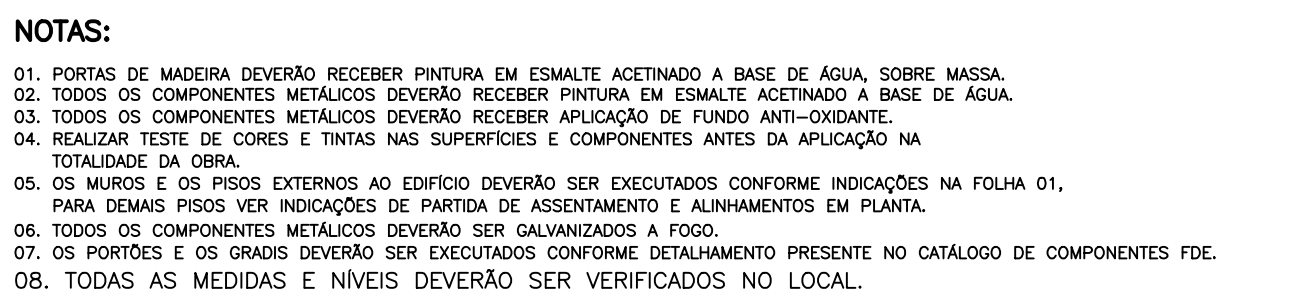 NOTAS:
01. PORTAS DE MADEIRA DEVERÃO RECEBER PINTURA EM ESMALTE ACETINADO A BASE DE ÁGUA, SOBRE MASSA.
02. TODOS OS COMPONENTES METÁLICOS DEVERÃO RECEBER PINTURA EM ESMALTE ACETINADO A BASE DE ÁGUA.
03. TODOS OS COMPONENTES METÁLICOS DEVERÃO RECEBER APLICAÇÃO DE FUNDO ANTI-OXIDANTE.
04. REALIZAR TESTE DE CORES E TINTAS NAS SUPERFÍCIES E COMPONENTES ANTES DA APLICAÇÃO NA
TOTALIDADE DA OBRA.
05. OS MUROS E OS PISOS EXTERNOS AO EDIFÍCIO DEVERÃO SER EXECUTADOS CONFORME INDICAÇÕES NA FOLHA 01,
PARA DEMAIS PISOS VER INDICAÇÕES DE PARTIDA DE ASSENTAMENTO E ALINHAMENTOS EM PLANTA.
06. TODOS OS COMPONENTES METÁLICOS DEVERÃO SER GALVANIZADOS A FOGO.
07. OS PORTÕES E OS GRADIS DEVERÃO SER EXECUTADOS CONFORME DETALHAMENTO PRESENTE NO CATÁLOGO DE COMPONENTES FDE.
08. TODAS AS MEDIDAS E NÍVEIS DEVERÃO SER VERIFICADOS NO LOCAL.